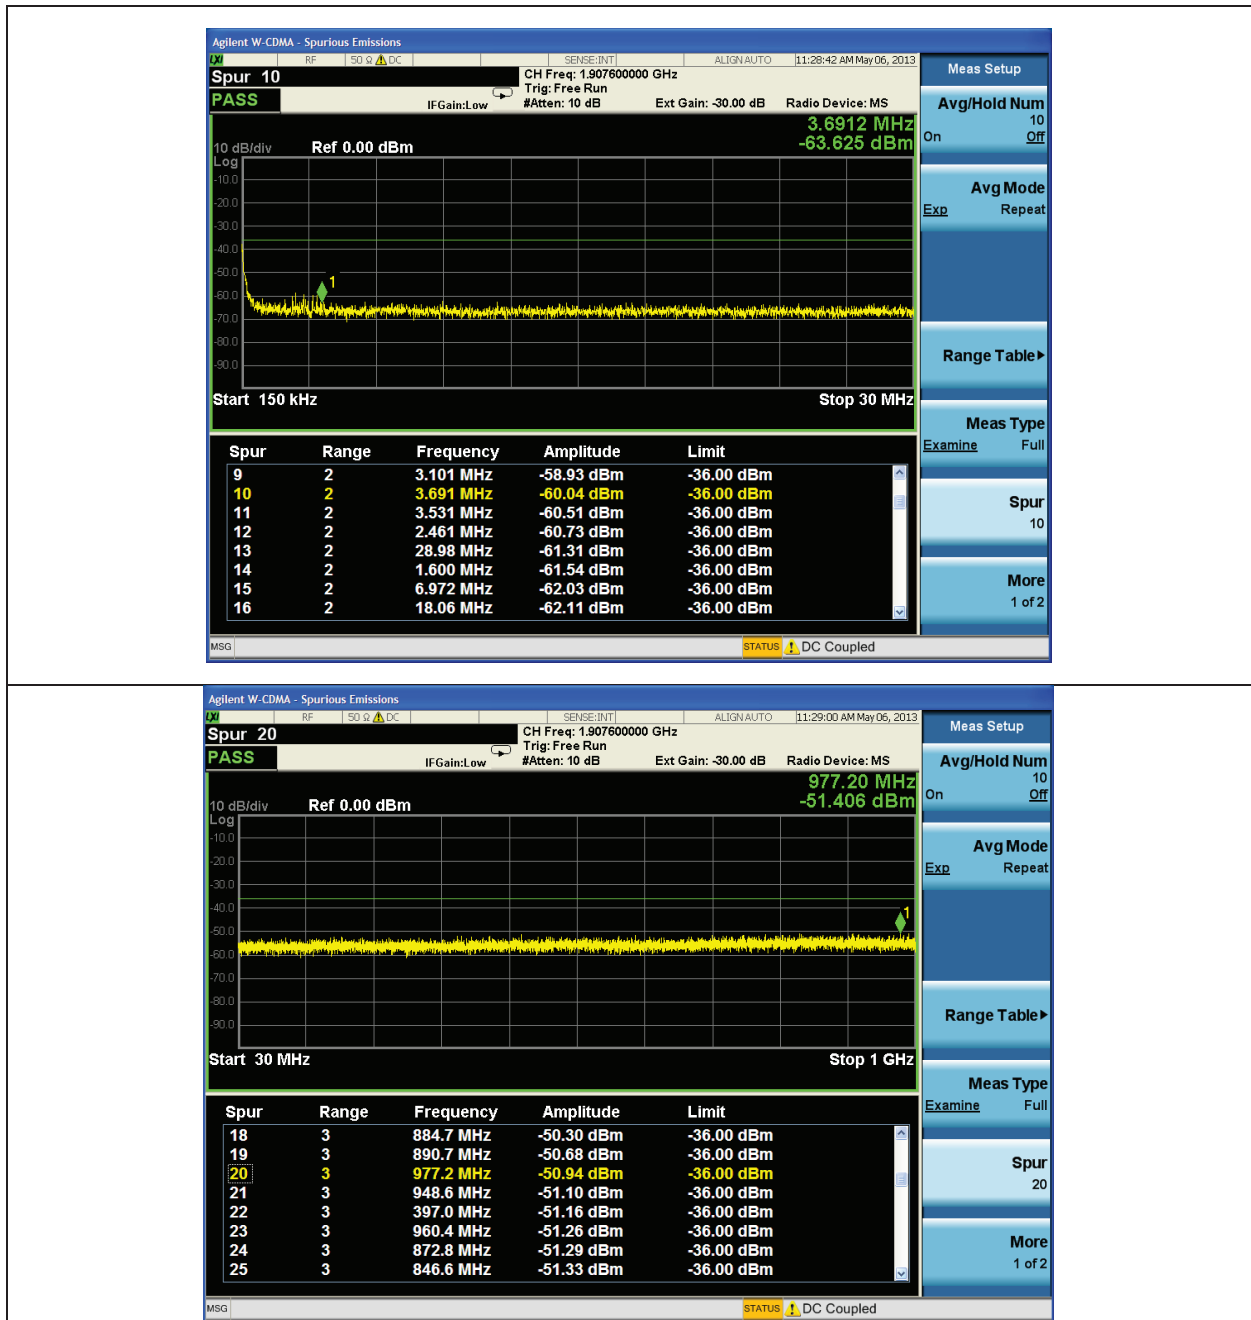 Agilent W-CDMA - Spurious Emissions
LXI RF 50 Ω DC SENSE:INT ALIGN AUTO 11:28:42 AM May 06, 2013
Spur 10
CH Freq: 1.907600000 GHz
Trig: Free Run
PASS IFGain:Low #Atten: 10 dB Ext Gain: -30.00 dB Radio Device: MS
3.6912 MHz
-63.625 dBm
10 dB/div Ref 0.00 dBm
Log
-10.0
-20.0
-30.0
-40.0
-50.0
1
-60.0
-70.0
-80.0
-90.0
Start 150 kHz Stop 30 MHz
Spur Range Frequency Amplitude Limit
9 2 3.101 MHz -58.93 dBm -36.00 dBm
10 2 3.691 MHz -60.04 dBm -36.00 dBm
11 2 3.531 MHz -60.51 dBm -36.00 dBm
12 2 2.461 MHz -60.73 dBm -36.00 dBm
13 2 28.98 MHz -61.31 dBm -36.00 dBm
14 2 1.600 MHz -61.54 dBm -36.00 dBm
15 2 6.972 MHz -62.03 dBm -36.00 dBm
16 2 18.06 MHz -62.11 dBm -36.00 dBm
MSG STATUS DC Coupled
Meas Setup
Avg/Hold Num
10
On Off
Avg Mode
Exp Repeat
Range Table
Meas Type
Examine Full
Spur
10
More
1 of 2
Agilent W-CDMA - Spurious Emissions
LXI RF 50 Ω DC SENSE:INT ALIGN AUTO 11:29:00 AM May 06, 2013
Spur 20
CH Freq: 1.907600000 GHz
Trig: Free Run
PASS IFGain:Low #Atten: 10 dB Ext Gain: -30.00 dB Radio Device: MS
977.20 MHz
-51.406 dBm
10 dB/div Ref 0.00 dBm
Log
-10.0
-20.0
-30.0
-40.0
1
-50.0
-60.0
-70.0
-80.0
-90.0
Start 30 MHz Stop 1 GHz
Spur Range Frequency Amplitude Limit
18 3 884.7 MHz -50.30 dBm -36.00 dBm
19 3 890.7 MHz -50.68 dBm -36.00 dBm
20 3 977.2 MHz -50.94 dBm -36.00 dBm
21 3 948.6 MHz -51.10 dBm -36.00 dBm
22 3 397.0 MHz -51.16 dBm -36.00 dBm
23 3 960.4 MHz -51.26 dBm -36.00 dBm
24 3 872.8 MHz -51.29 dBm -36.00 dBm
25 3 846.6 MHz -51.33 dBm -36.00 dBm
MSG STATUS DC Coupled
Meas Setup
Avg/Hold Num
10
On Off
Avg Mode
Exp Repeat
Range Table
Meas Type
Examine Full
Spur
20
More
1 of 2